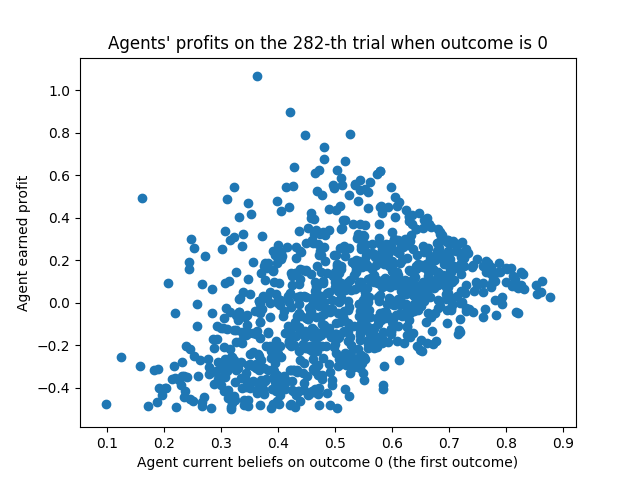 Agents' profits on the 282-th trial when outcome is 0
Agent earned profit
1.0
0.8
0.6
0.4
0.2
0.0
−0.2
−0.4
0.1 0.2 0.3 0.4 0.5 0.6 0.7 0.8 0.9
Agent current beliefs on outcome 0 (the first outcome)